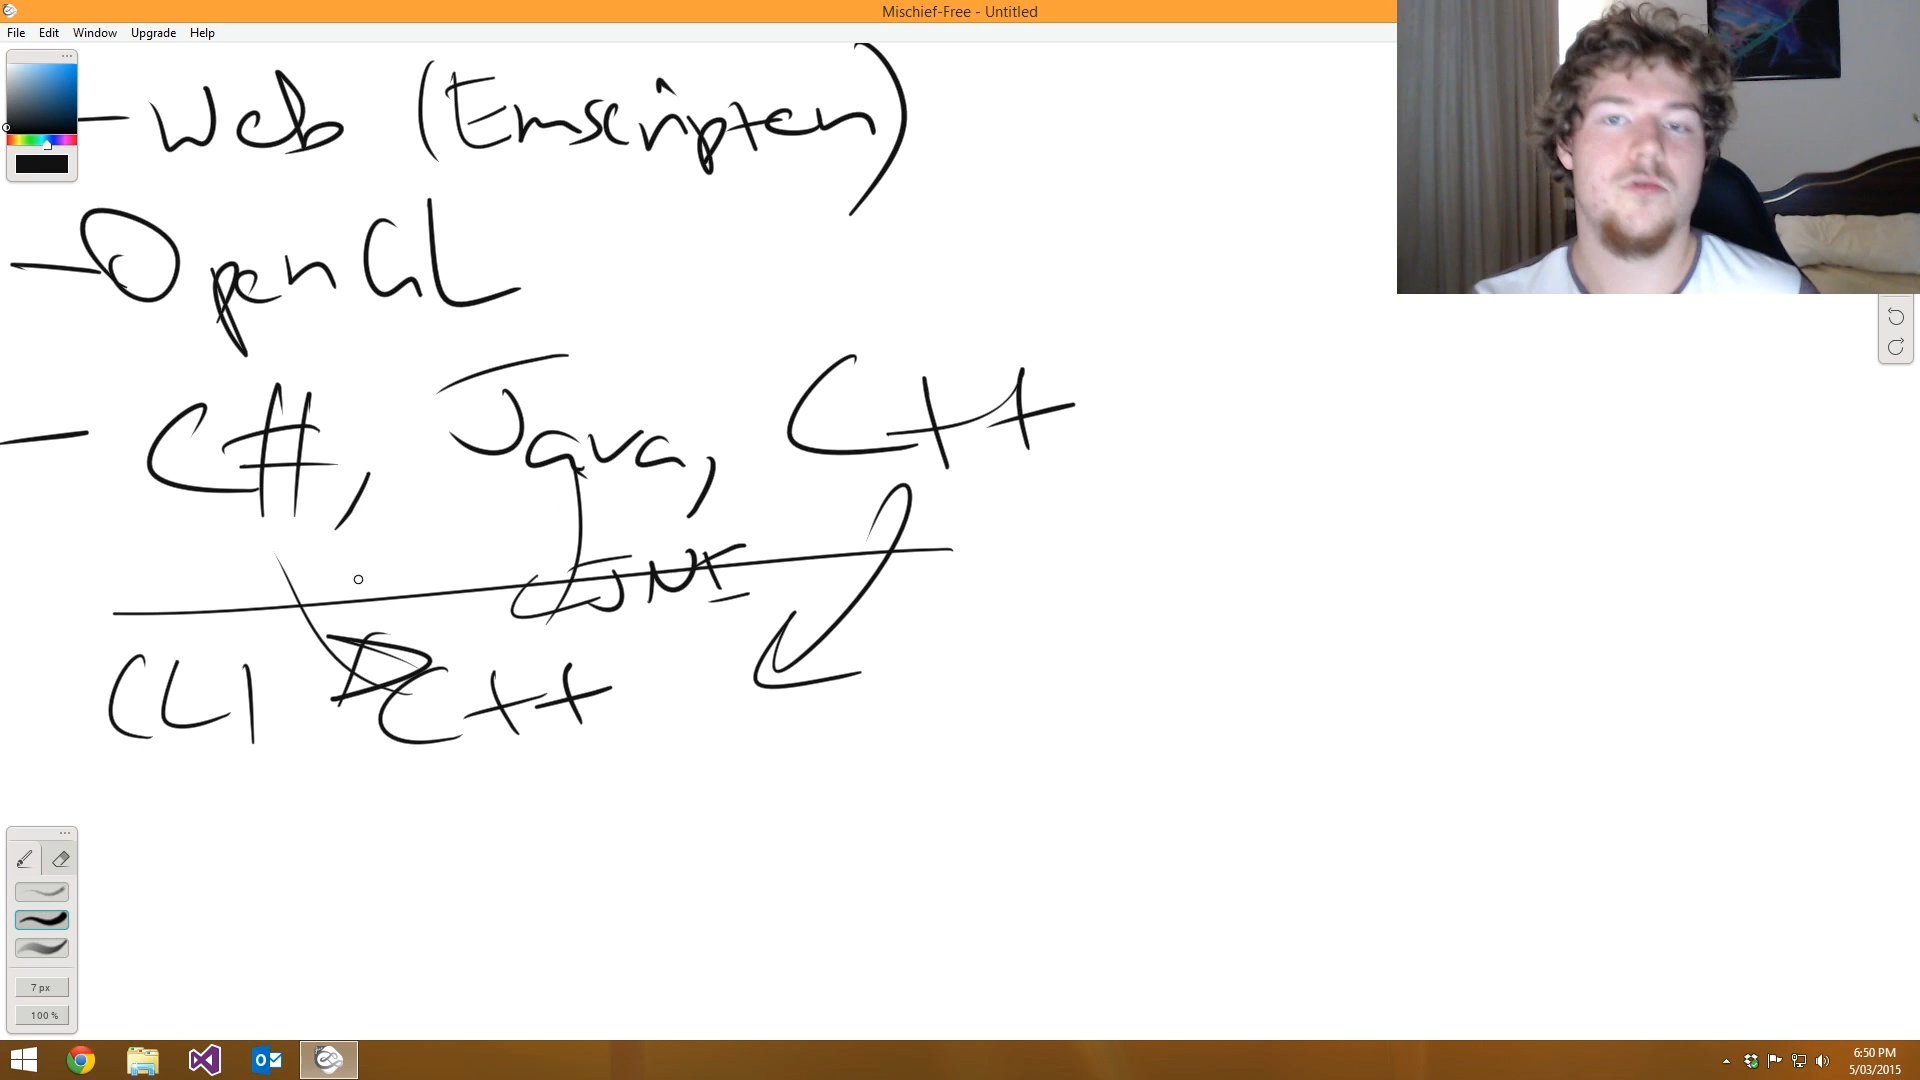 Mischief-Free - Untitled
File Edit Window Upgrade Help
- Web (Emscripten)
- OpenGL
- C#, Java, C++
JNI
CLI C++
7 px
100 %
6:50 PM
5/03/2015